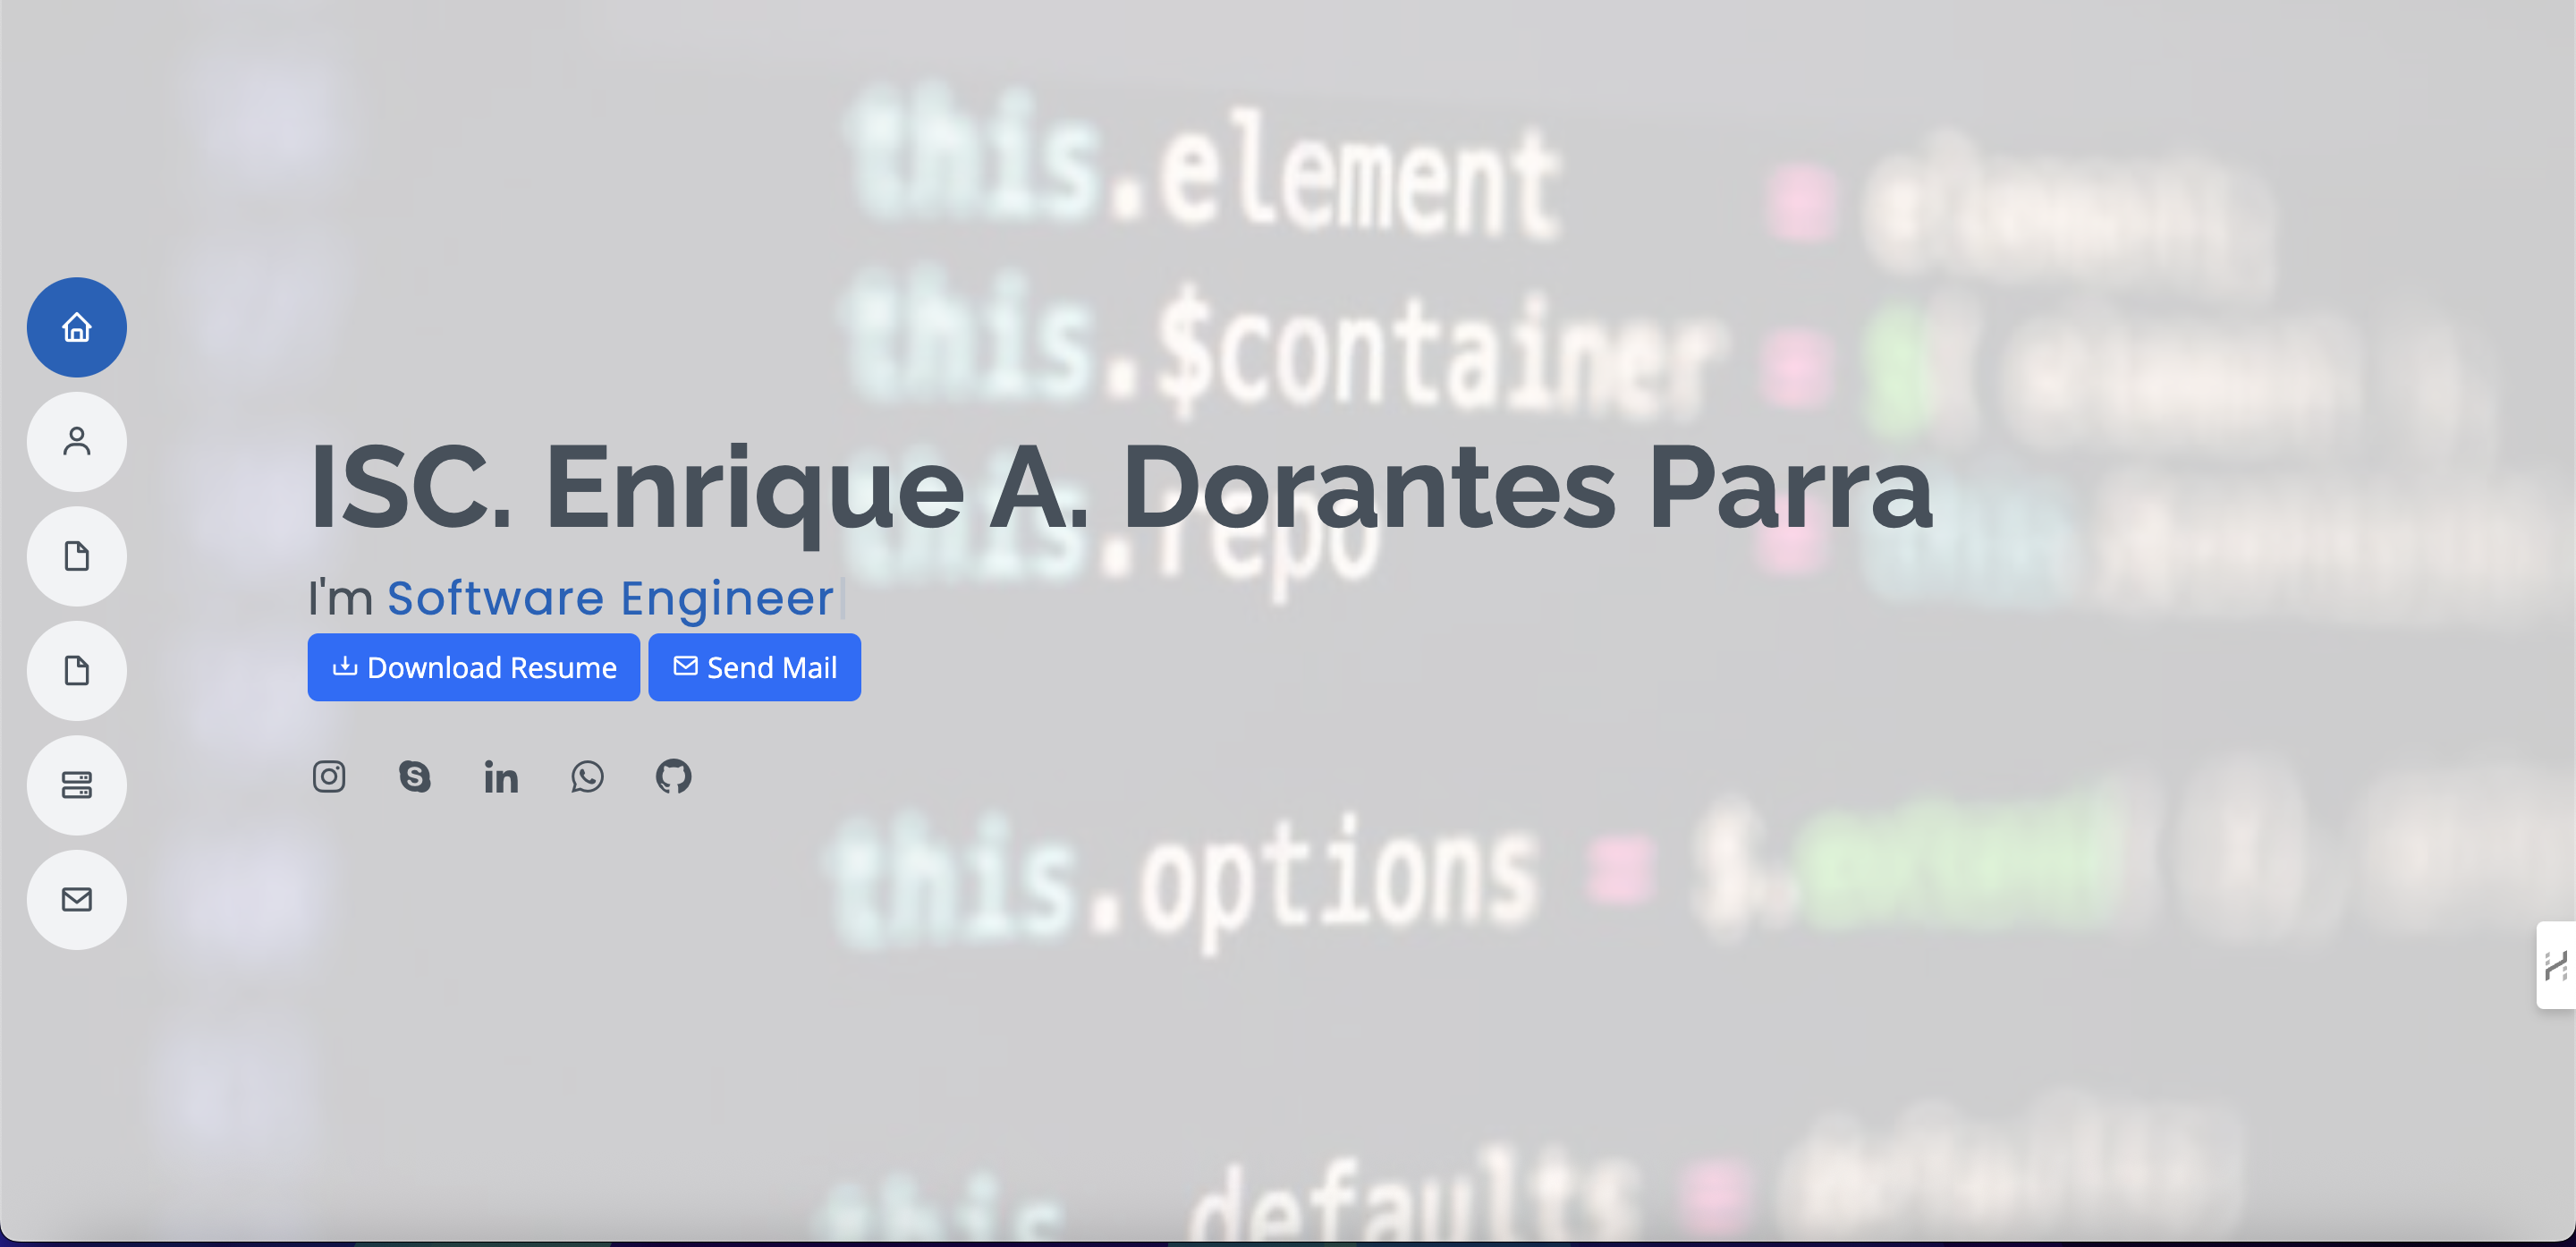 this.element =
this.$container =
ISC. Enrique A. Dorantes Parra
this.repo =
I'm Software Engineer
Download Resume Send Mail
this.options = $.
this._defaults =